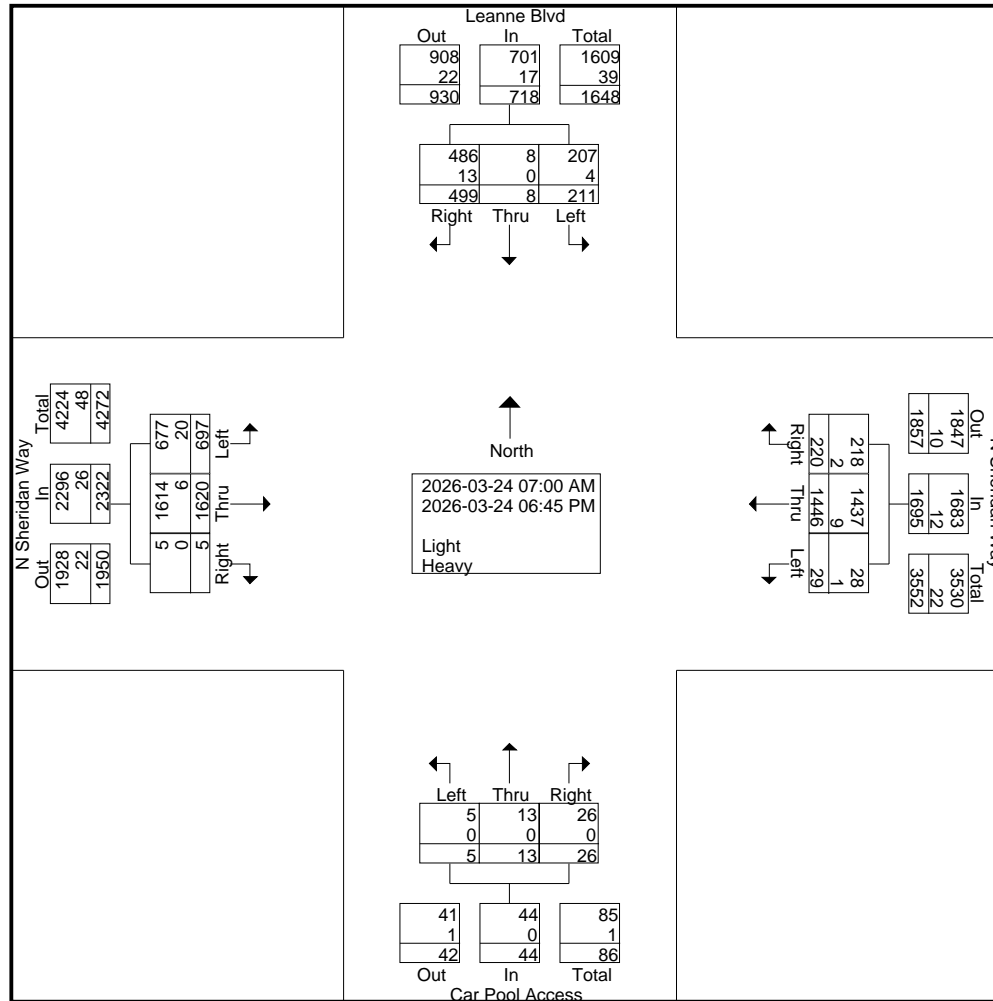 Leanne Blvd
Out In Total
908 701 1609
22 17 39
930 718 1648
486 8 207
13 0 4
499 8 211
Right Thru Left
N Sheridan Way
Total In Out
4224 2296 1928
48 26 22
4272 2322 1950
677 1614 5
20 6 0
697 1620 5
Left Thru Right
North
2026-03-24 07:00 AM
2026-03-24 06:45 PM
Light
Heavy
Right Thru Left
220 1446 29
2 9 1
218 1437 28
1857 1695 3552
10 12 22
1847 1683 3530
Out In Total
Left Thru Right
5 13 26
0 0 0
5 13 26
41 44 85
1 0 1
42 44 86
Out In Total
Car Pool Access